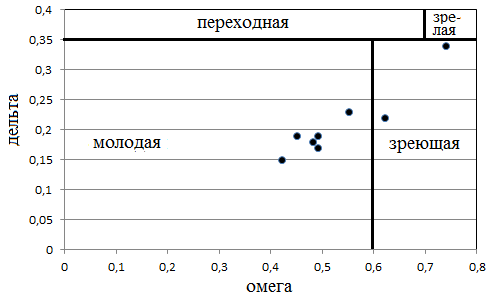 0,4
0,35
0,3
0,25
0,2
0,15
0,1
0,05
0
дельта
переходная
зре-
лая
молодая
зреющая
0 0,1 0,2 0,3 0,4 0,5 0,6 0,7 0,8
омега